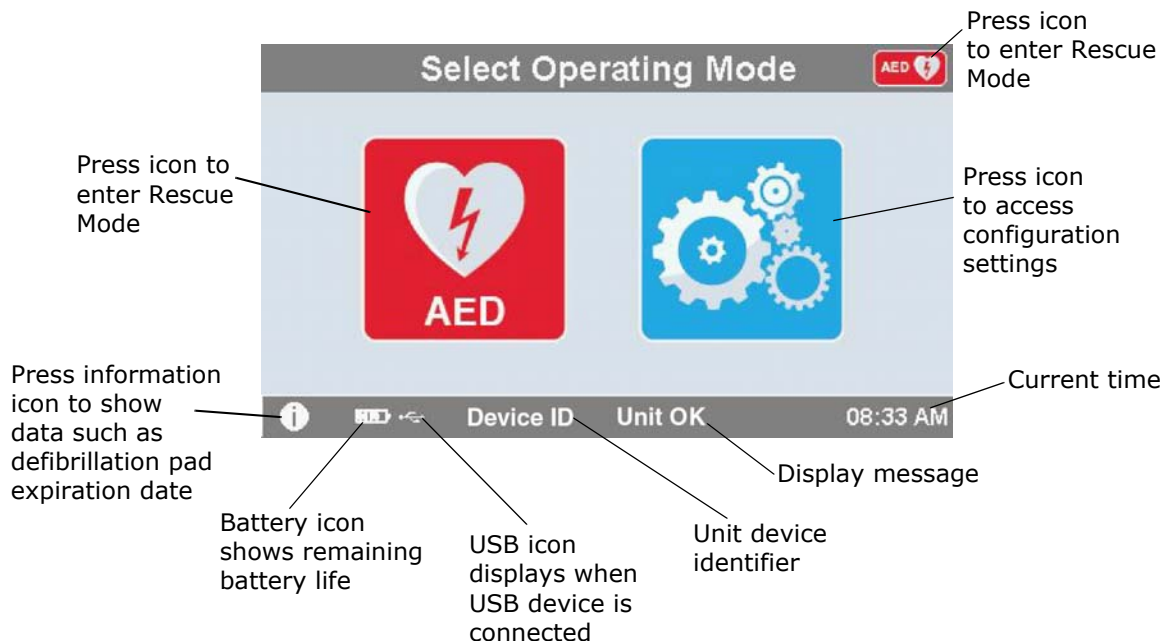 Press icon
to enter Rescue
Mode
Select Operating Mode
AED
Press icon to
enter Rescue
Mode
AED
Press icon
to access
configuration
settings
Press information
icon to show
data such as
defibrillation pad
expiration date
Current time
i
Device ID
Unit OK
08:33 AM
Display message
Battery icon
shows remaining
battery life
USB icon
displays when
USB device is
connected
Unit device
identifier